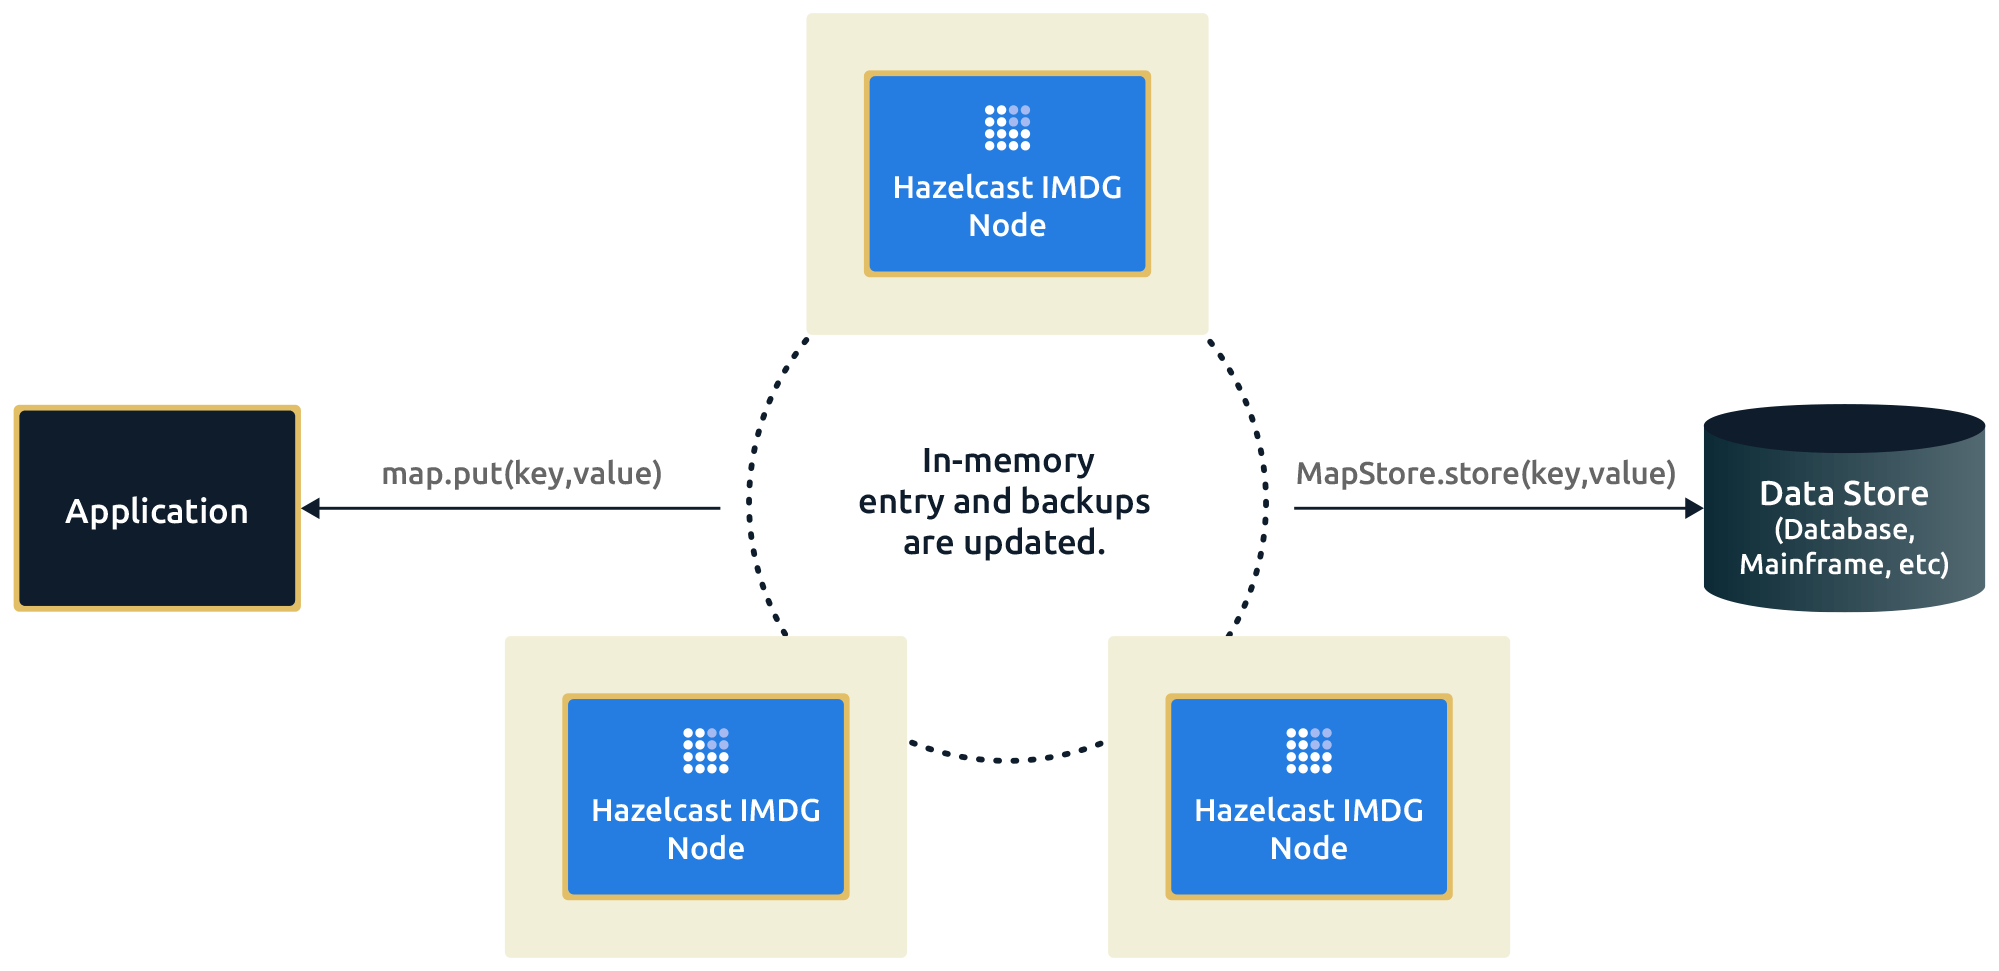 Hazelcast IMDG
Node
Application
map.put(key,value)
In-memory
entry and backups
are updated.
MapStore.store(key,value)
Data Store
(Database,
Mainframe, etc)
Hazelcast IMDG
Node
Hazelcast IMDG
Node